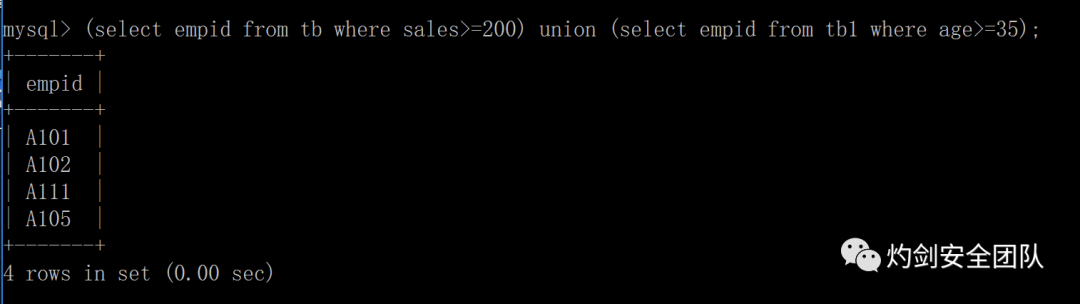 mysql> (select empid from tb where sales>=200) union (select empid from tb1 where age>=35);
+-------+
| empid |
+-------+
| A101  |
| A102  |
| A111  |
| A105  |
+-------+
4 rows in set (0.00 sec)
灼剑安全团队